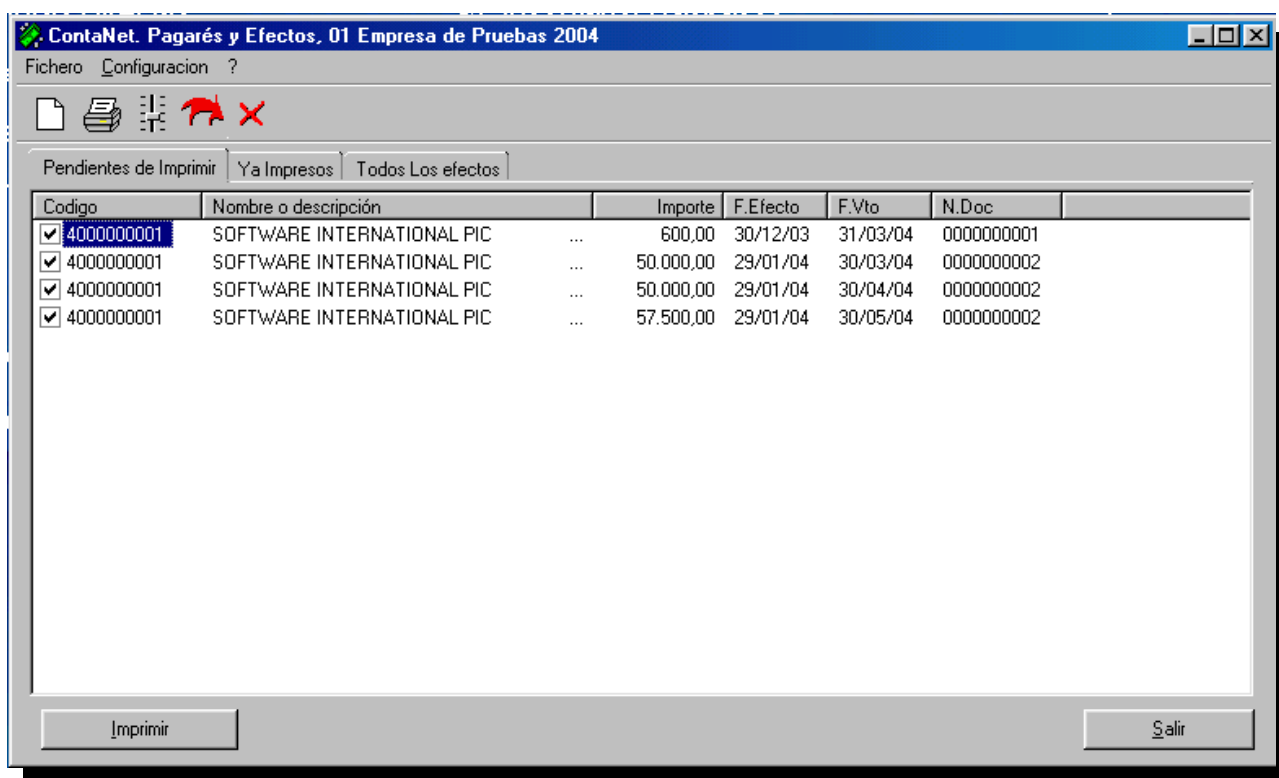 ContaNet. Pagarés y Efectos, 01 Empresa de Pruebas 2004
Fichero Configuracion ?
Pendientes de Imprimir Ya Impresos Todos Los efectos
Codigo Nombre o descripción Importe F.Efecto F.Vto N.Doc
4000000001 SOFTWARE INTERNATIONAL PIC ... 600,00 30/12/03 31/03/04 0000000001
4000000001 SOFTWARE INTERNATIONAL PIC ... 50.000,00 29/01/04 30/03/04 0000000002
4000000001 SOFTWARE INTERNATIONAL PIC ... 50.000,00 29/01/04 30/04/04 0000000002
4000000001 SOFTWARE INTERNATIONAL PIC ... 57.500,00 29/01/04 30/05/04 0000000002
Imprimir Salir